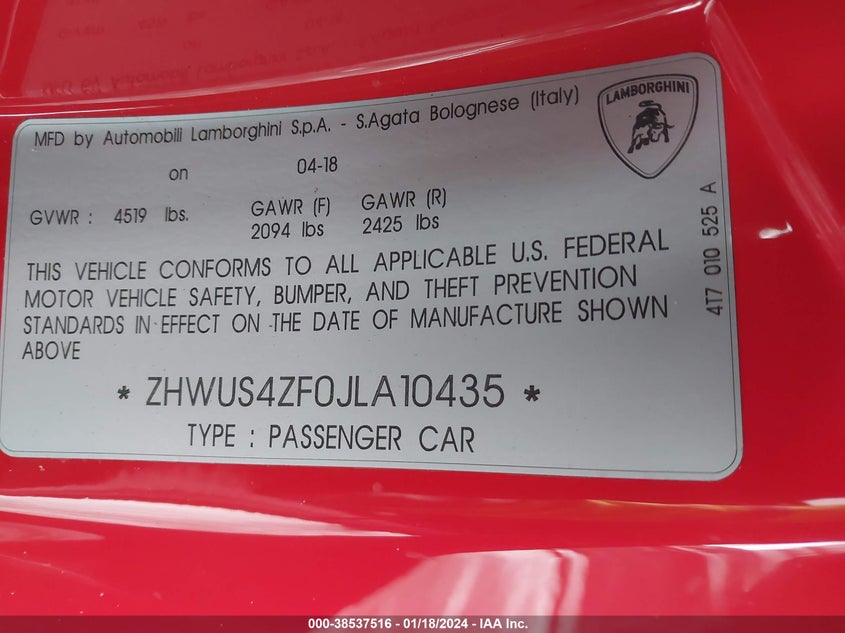 MFD by Automobili Lamborghini S.p.A. - S.Agata Bolognese (Italy)
LAMBORGHINI
on 04-18
GVWR : 4519 lbs. GAWR (F) GAWR (R)
2094 lbs 2425 lbs
THIS VEHICLE CONFORMS TO ALL APPLICABLE U.S. FEDERAL
MOTOR VEHICLE SAFETY, BUMPER, AND THEFT PREVENTION
STANDARDS IN EFFECT ON THE DATE OF MANUFACTURE SHOWN
ABOVE
* ZHWUS4ZF0JLA10435 *
TYPE : PASSENGER CAR
4T7 010 525 A
000-38537516 - 01/18/2024 - IAA Inc.